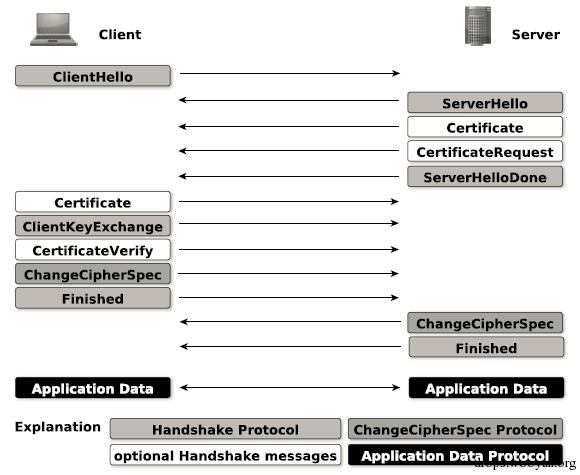 Client Server
ClientHello
ServerHello
Certificate
CertificateRequest
ServerHelloDone
Certificate
ClientKeyExchange
CertificateVerify
ChangeCipherSpec
Finished
ChangeCipherSpec
Finished
Application Data Application Data
Explanation Handshake Protocol ChangeCipherSpec Protocol
optional Handshake messages Application Data Protocol